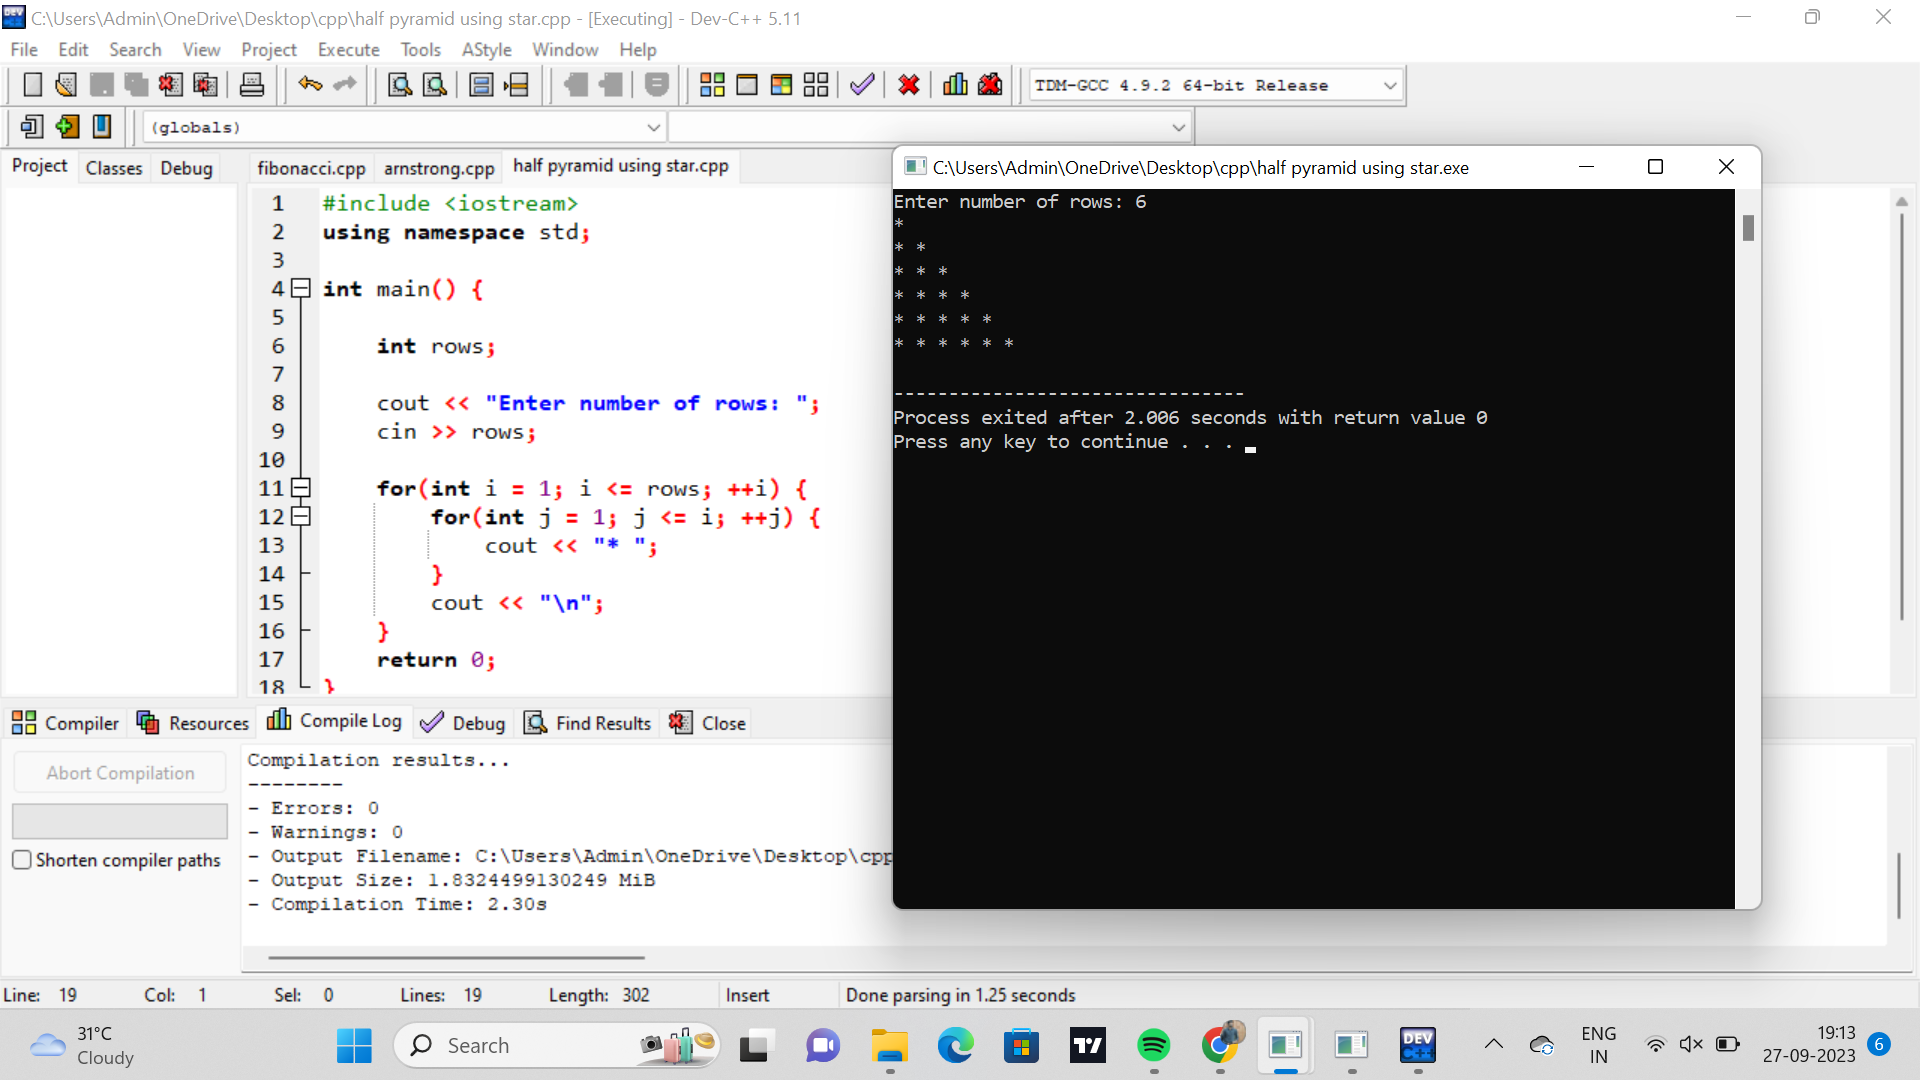 C:\Users\Admin\OneDrive\Desktop\cpp\half pyramid using star.cpp - [Executing] - Dev-C++ 5.11
File Edit Search View Project Execute Tools AStyle Window Help
TDM-GCC 4.9.2 64-bit Release
(globals)
Project Classes Debug
fibonacci.cpp arnstrong.cpp half pyramid using star.cpp
1 #include <iostream>
2 using namespace std;
3
4 int main() {
5
6 int rows;
7
8 cout << "Enter number of rows: ";
9 cin >> rows;
10
11 for(int i = 1; i <= rows; ++i) {
12 for(int j = 1; j <= i; ++j) {
13 cout << "* ";
14 }
15 cout << "\n";
16 }
17 return 0;
18 }
C:\Users\Admin\OneDrive\Desktop\cpp\half pyramid using star.exe
Enter number of rows: 6
*
* *
* * *
* * * *
* * * * *
* * * * * *
--------------------------------
Process exited after 2.006 seconds with return value 0
Press any key to continue . . .
Compiler Resources Compile Log Debug Find Results Close
Abort Compilation
Shorten compiler paths
Compilation results...
--------
- Errors: 0
- Warnings: 0
- Output Filename: C:\Users\Admin\OneDrive\Desktop\cpp
- Output Size: 1.8324499130249 MiB
- Compilation Time: 2.30s
Line: 19 Col: 1 Sel: 0 Lines: 19 Length: 302 Insert Done parsing in 1.25 seconds
31°C
Cloudy
Search
DEV
C++
ENG
IN
19:13
27-09-2023
6